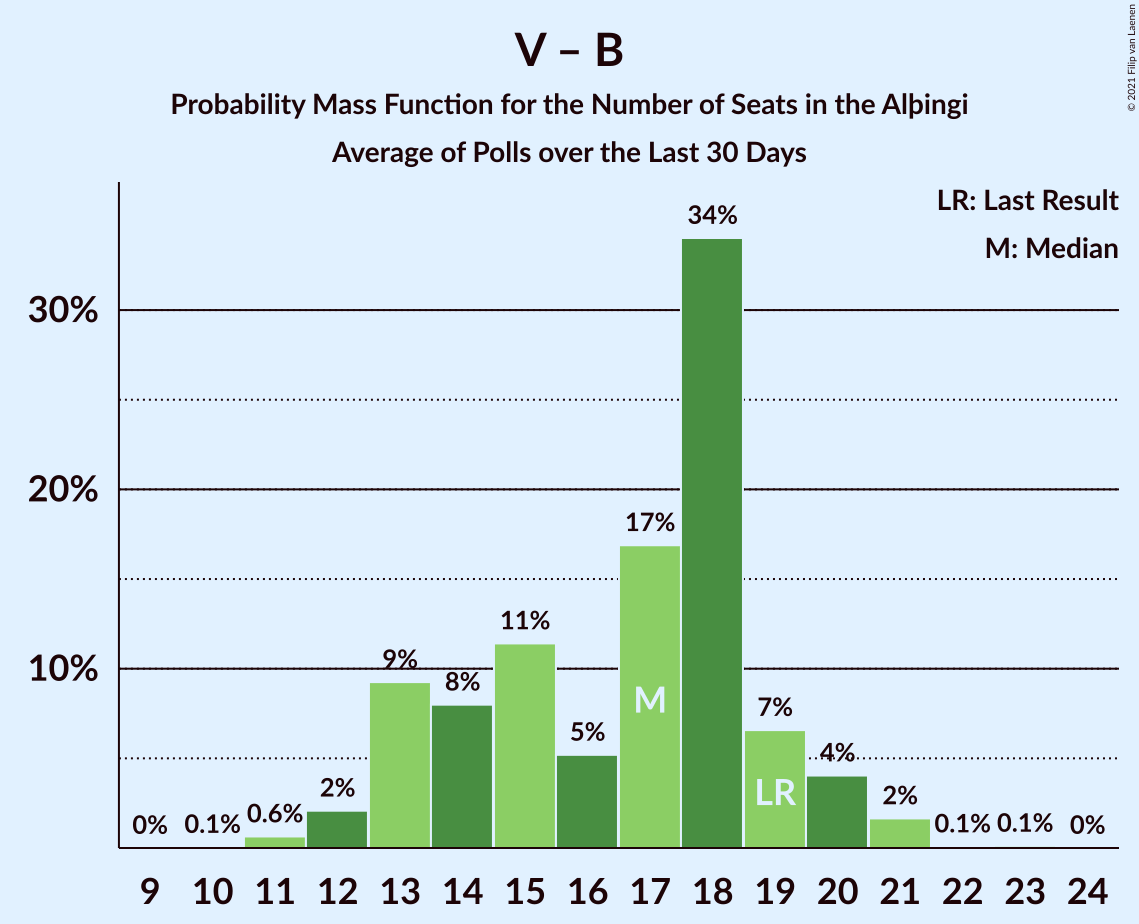 V – B
Probability Mass Function for the Number of Seats in the Alþingi
Average of Polls over the Last 30 Days
© 2021 Filip van Laenen
LR: Last Result
M: Median
34%
30%
20%
17%
11%
10%
9%
8%
M
7%
5%
4%
LR
2%
2%
0.6%
0%
0.1%
0.1%
0.1%
0%
9 10 11 12 13 14 15 16 17 18 19 20 21 22 23 24